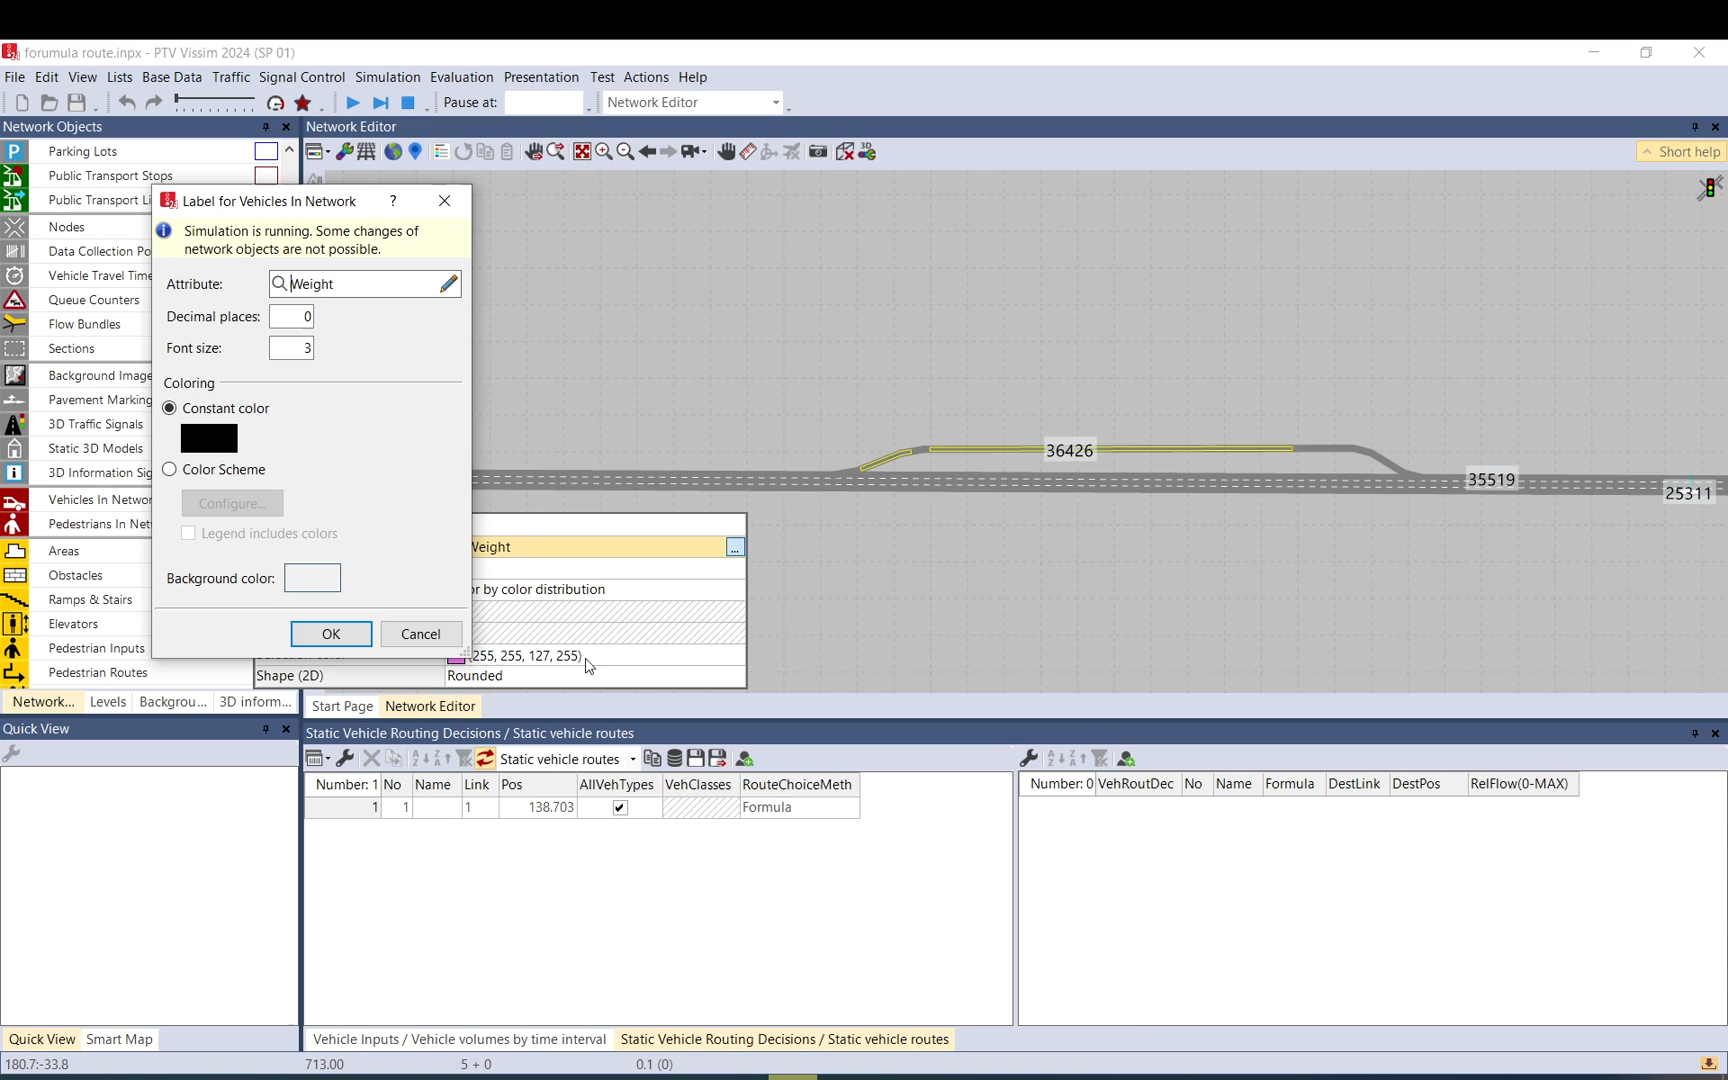 forumula route.inpx - PTV Vissim 2024 (SP 01)
File Edit View Lists Base Data Traffic Signal Control Simulation Evaluation Presentation Test Actions Help
Pause at: Network Editor
Network Objects
Network Editor
Parking Lots
Public Transport Stops
Public Transport Li
Nodes
Data Collection Po
Vehicle Travel Time
Queue Counters
Flow Bundles
Sections
Background Image
Pavement Marking
3D Traffic Signals
Static 3D Models
3D Information Sig
Vehicles In Networ
Pedestrians In Net
Areas
Obstacles
Ramps & Stairs
Elevators
Pedestrian Inputs
Pedestrian Routes
Short help
Label for Vehicles In Network ?
Simulation is running. Some changes of
network objects are not possible.
Attribute: Weight
Decimal places: 0
Font size: 3
Coloring
Constant color
Color Scheme
Configure...
Legend includes colors
Background color:
OK Cancel
36426
35519
25311
Weight ...
or by color distribution
(255, 255, 127, 255)
Shape (2D) Rounded
Network... Levels Backgrou... 3D inform...
Start Page Network Editor
Quick View
Static Vehicle Routing Decisions / Static vehicle routes
Static vehicle routes
Number: 1 No Name Link Pos AllVehTypes VehClasses RouteChoiceMeth
1 1 1 138.703 Formula
Number: 0 VehRoutDec No Name Formula DestLink DestPos RelFlow(0-MAX)
Quick View Smart Map
Vehicle Inputs / Vehicle volumes by time interval Static Vehicle Routing Decisions / Static vehicle routes
180.7:-33.8 713.00 5 + 0 0.1 (0)